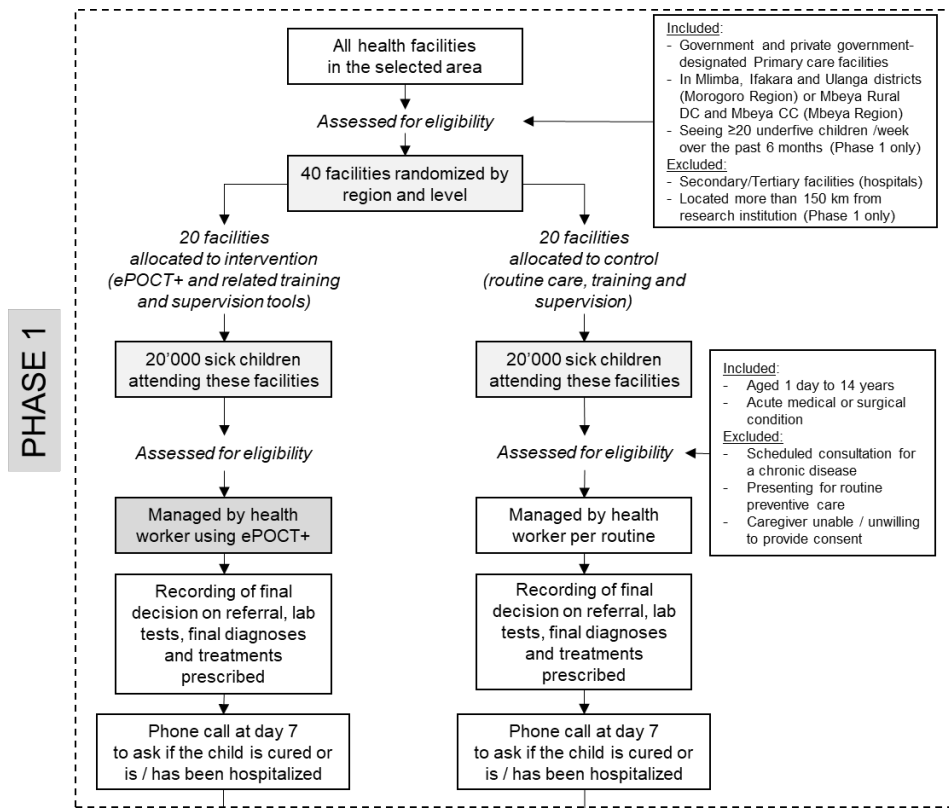 PHASE 1
All health facilities
in the selected area
Assessed for eligibility
Included:
- Government and private government-
designated Primary care facilities
- In Mlimba, Ifakara and Ulanga districts
(Morogoro Region) or Mbeya Rural
DC and Mbeya CC (Mbeya Region)
- Seeing ≥20 underfive children /week
over the past 6 months (Phase 1 only)
Excluded:
- Secondary/Tertiary facilities (hospitals)
- Located more than 150 km from
research institution (Phase 1 only)
40 facilities randomized by
region and level
20 facilities
allocated to intervention
(ePOCT+ and related training
and supervision tools)
20 facilities
allocated to control
(routine care, training and
supervision)
20'000 sick children
attending these facilities
20'000 sick children
attending these facilities
Assessed for eligibility
Assessed for eligibility
Included:
- Aged 1 day to 14 years
- Acute medical or surgical
condition
Excluded:
- Scheduled consultation for
a chronic disease
- Presenting for routine
preventive care
- Caregiver unable / unwilling
to provide consent
Managed by health
worker using ePOCT+
Managed by health
worker per routine
Recording of final
decision on referral, lab
tests, final diagnoses
and treatments
prescribed
Recording of final
decision on referral, lab
tests, final diagnoses
and treatments
prescribed
Phone call at day 7
to ask if the child is cured or
is / has been hospitalized
Phone call at day 7
to ask if the child is cured or
is / has been hospitalized